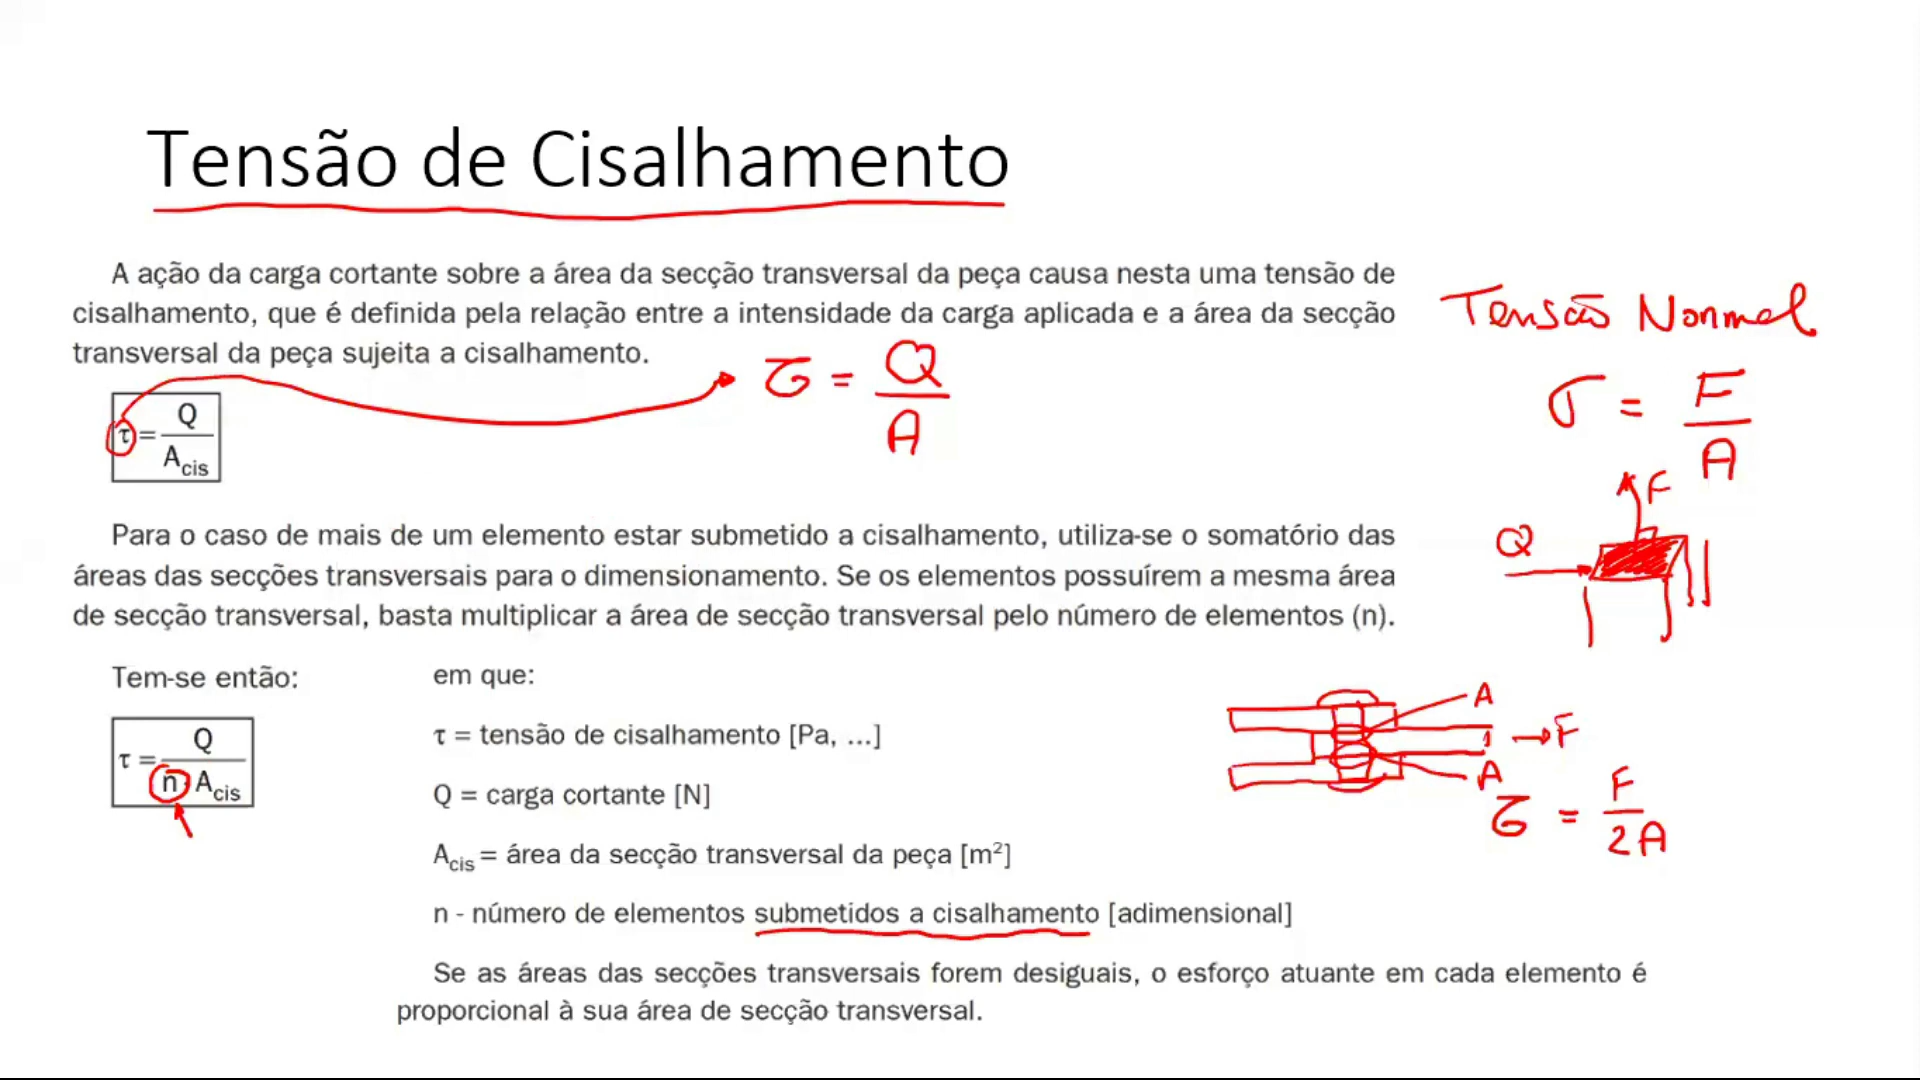 Tensão de Cisalhamento
A ação da carga cortante sobre a área da secção transversal da peça causa nesta uma tensão de
cisalhamento, que é definida pela relação entre a intensidade da carga aplicada e a área da secção
transversal da peça sujeita a cisalhamento.
τ = Q / A_cis
τ = Q / A
Tensão Normal
σ = F / A
F
Q
Para o caso de mais de um elemento estar submetido a cisalhamento, utiliza-se o somatório das
áreas das secções transversais para o dimensionamento. Se os elementos possuírem a mesma área
de secção transversal, basta multiplicar a área de secção transversal pelo número de elementos (n).
Tem-se então:
τ = Q / n · A_cis
em que:
τ = tensão de cisalhamento [Pa, ...]
Q = carga cortante [N]
A_cis = área da secção transversal da peça [m²]
n - número de elementos submetidos a cisalhamento [adimensional]
Se as áreas das secções transversais forem desiguais, o esforço atuante em cada elemento é
proporcional à sua área de secção transversal.
A
F
A
τ = F / 2A